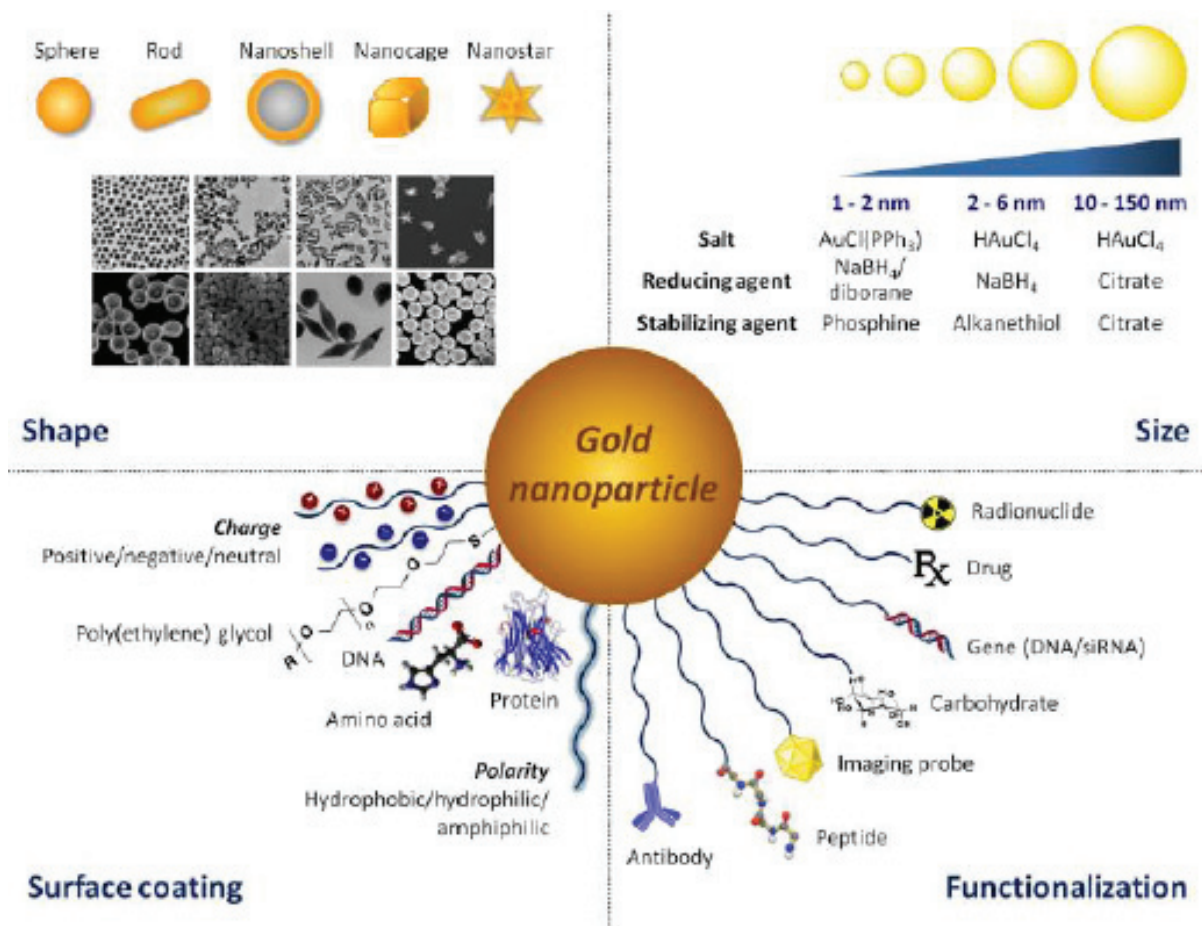 Sphere Rod Nanoshell Nanocage Nanostar
1 - 2 nm 2 - 6 nm 10 - 150 nm
Salt AuCl(PPh3) HAuCl4 HAuCl4
Reducing agent NaBH4/ diborane NaBH4 Citrate
Stabilizing agent Phosphine Alkanethiol Citrate
Shape
Size
Gold
nanoparticle
Charge
Positive/negative/neutral
S
O
O
n
R
Poly(ethylene) glycol
DNA
Amino acid
Protein
Polarity
Hydrophobic/hydrophilic/
amphiphilic
Surface coating
Radionuclide
Rx Drug
Gene (DNA/siRNA)
Carbohydrate
Imaging probe
Peptide
Antibody
Functionalization